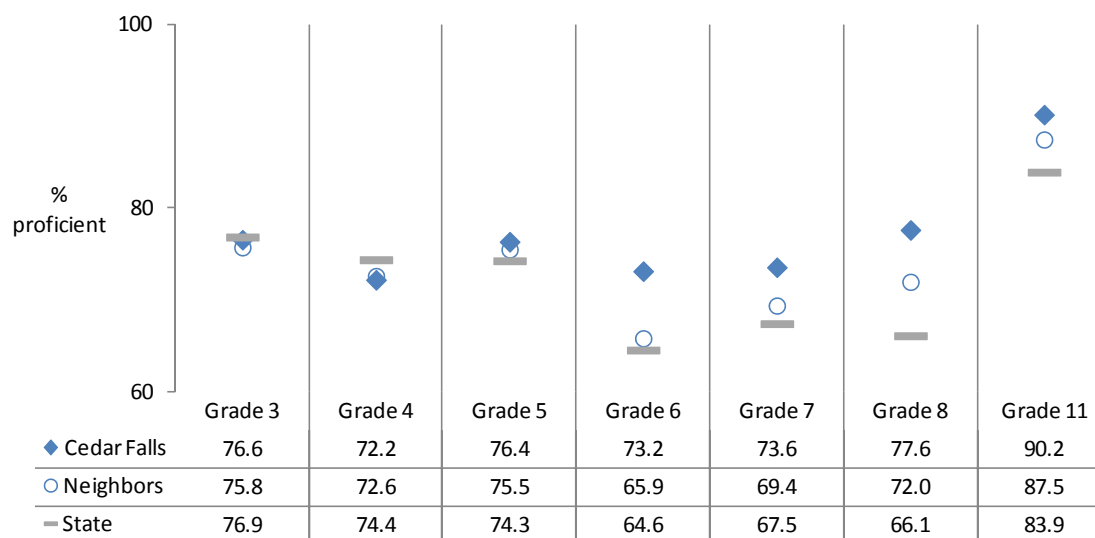 100
80
60
%
proficient
Grade 3 Grade 4 Grade 5 Grade 6 Grade 7 Grade 8 Grade 11
Cedar Falls 76.6 72.2 76.4 73.2 73.6 77.6 90.2
Neighbors 75.8 72.6 75.5 65.9 69.4 72.0 87.5
State 76.9 74.4 74.3 64.6 67.5 66.1 83.9